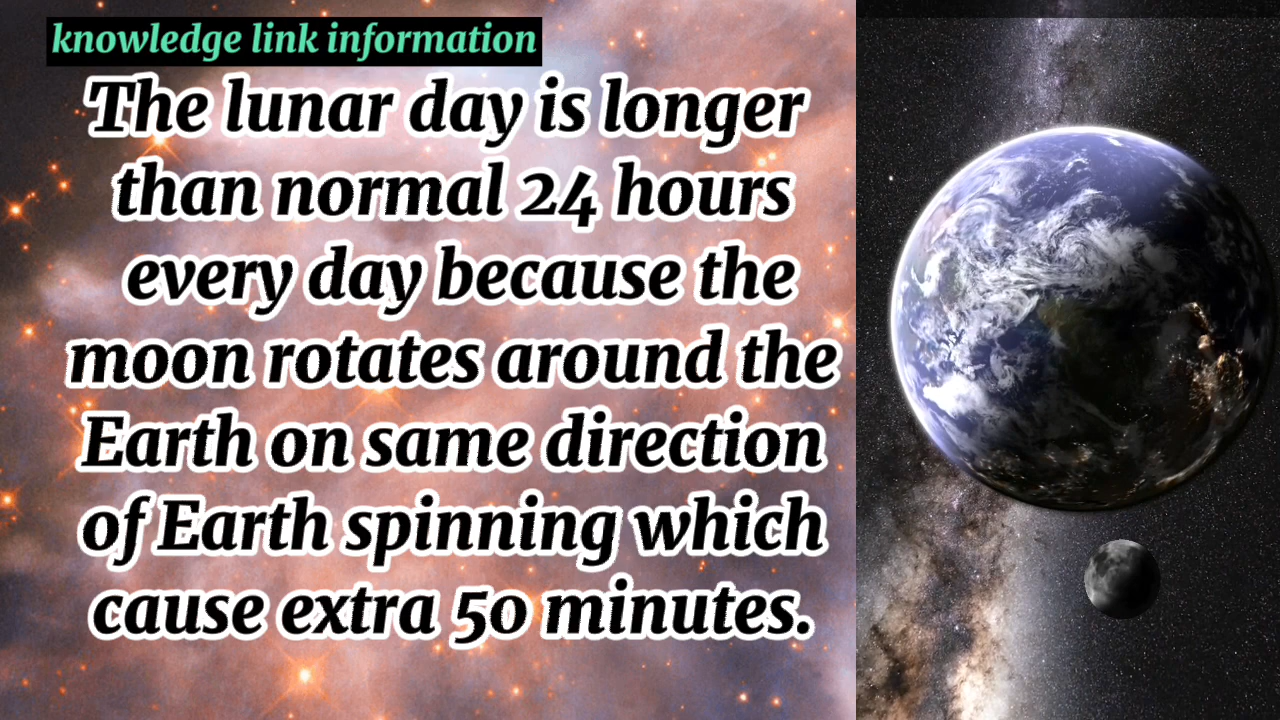 knowledge link information
The lunar day is longer
than normal 24 hours
every day because the
moon rotates around the
Earth on same direction
of Earth spinning which
cause extra 50 minutes.